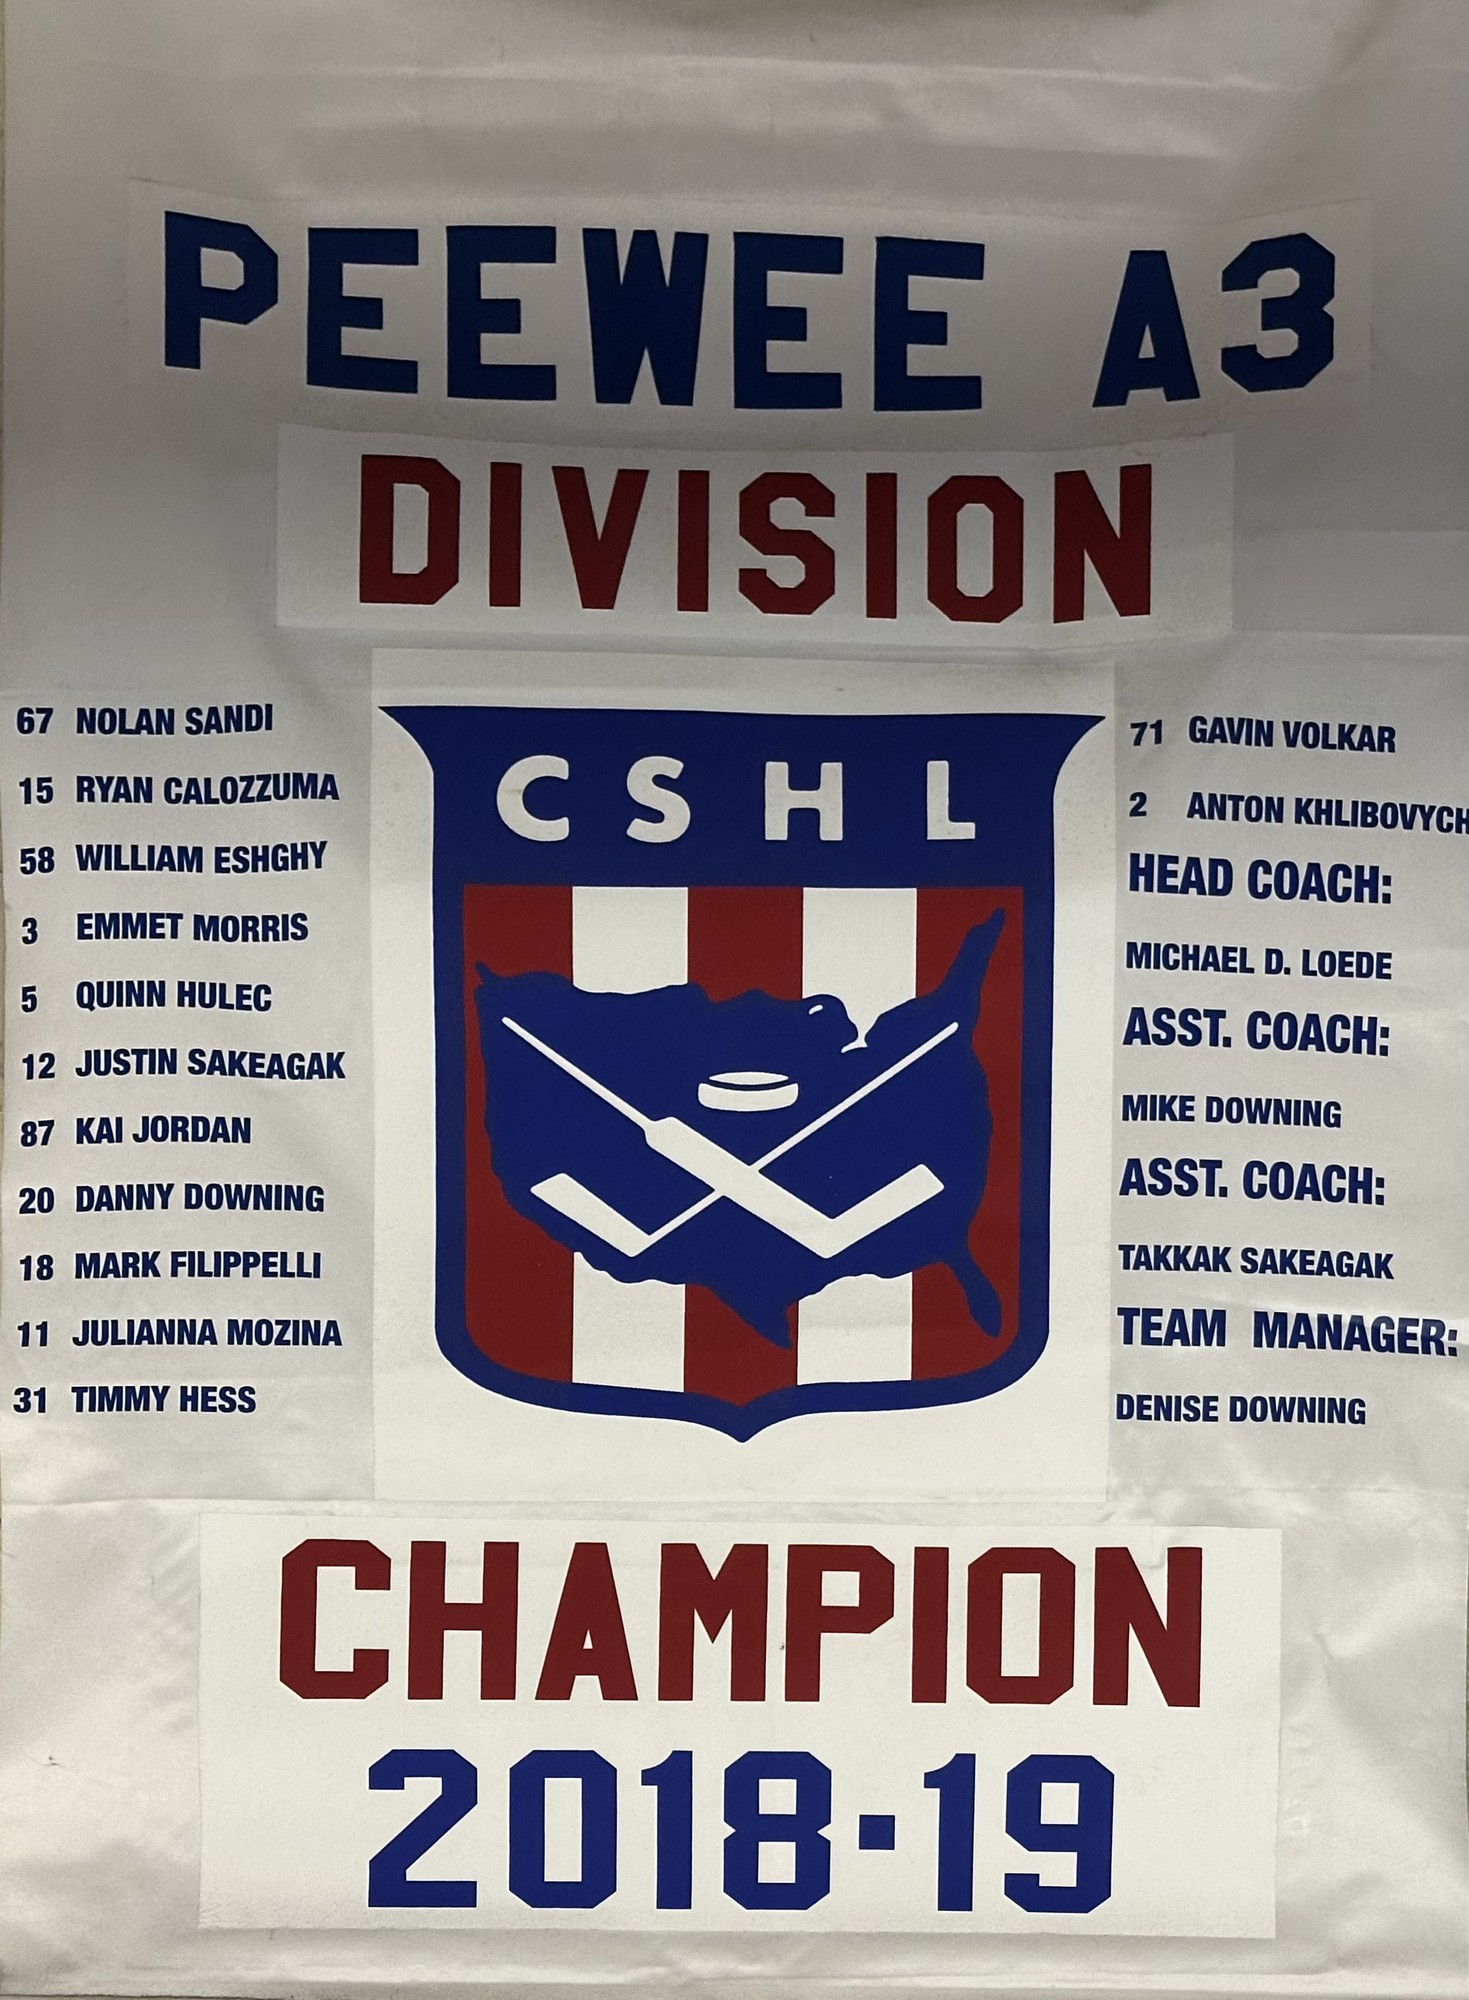 PEEWEE A3
DIVISION
67 NOLAN SANDI
15 RYAN CALOZZUMA
58 WILLIAM ESHGHY
3 EMMET MORRIS
5 QUINN HULEC
12 JUSTIN SAKEAGAK
87 KAI JORDAN
20 DANNY DOWNING
18 MARK FILIPPELLI
11 JULIANNA MOZINA
31 TIMMY HESS
CSHL
71 GAVIN VOLKAR
2 ANTON KHLIBOVYCH
HEAD COACH:
MICHAEL D. LOEDE
ASST. COACH:
MIKE DOWNING
ASST. COACH:
TAKKAK SAKEAGAK
TEAM MANAGER:
DENISE DOWNING
CHAMPION
2018-19